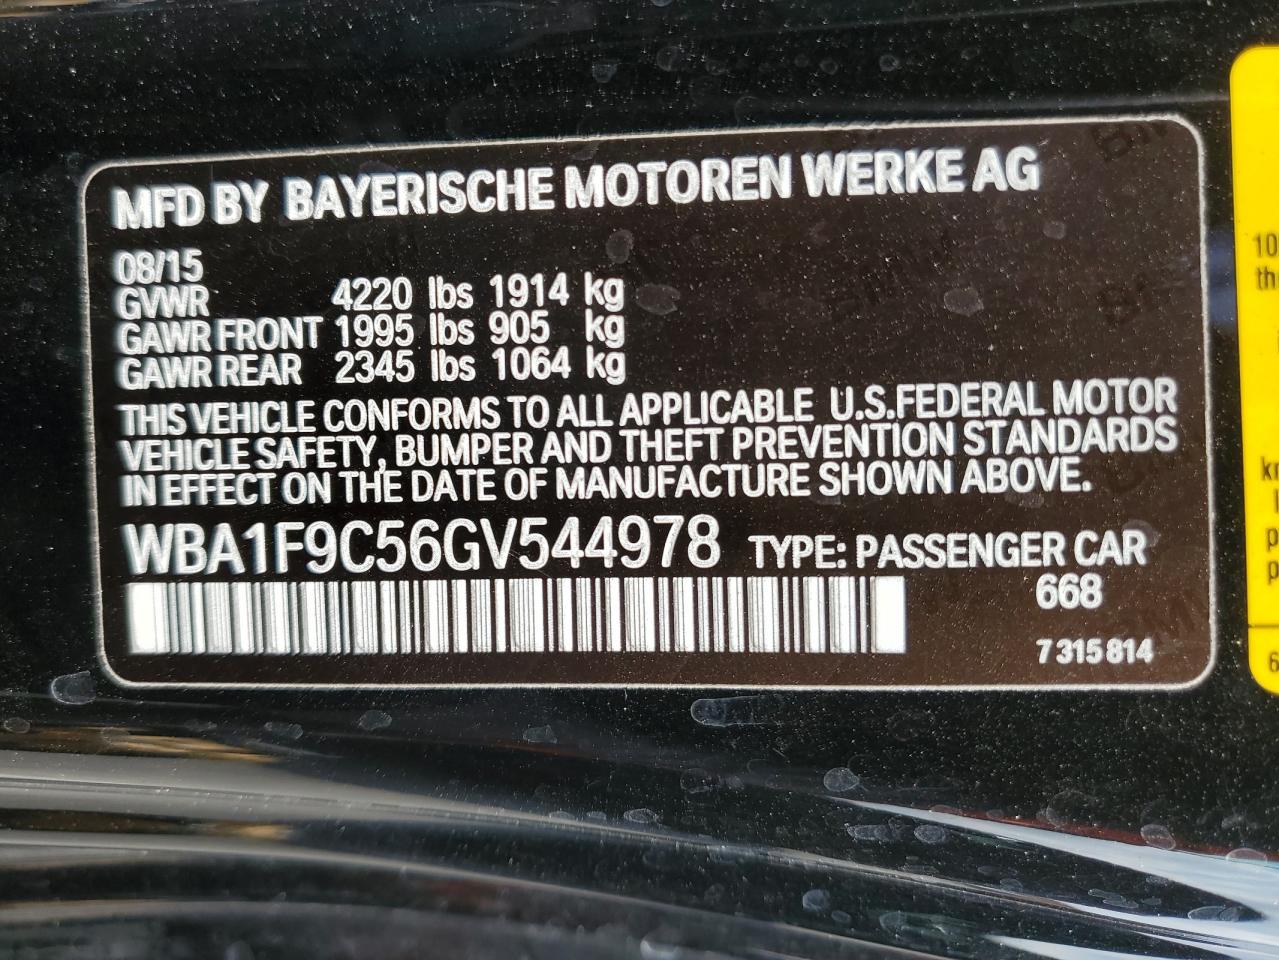 MFD BY BAYERISCHE MOTOREN WERKE AG
08/15
GVWR 4220 lbs 1914 kg
GAWR FRONT 1995 lbs 905 kg
GAWR REAR 2345 lbs 1064 kg
THIS VEHICLE CONFORMS TO ALL APPLICABLE U.S.FEDERAL MOTOR
VEHICLE SAFETY, BUMPER AND THEFT PREVENTION STANDARDS
IN EFFECT ON THE DATE OF MANUFACTURE SHOWN ABOVE.
WBA1F9C56GV544978 TYPE: PASSENGER CAR
668
7 315 814